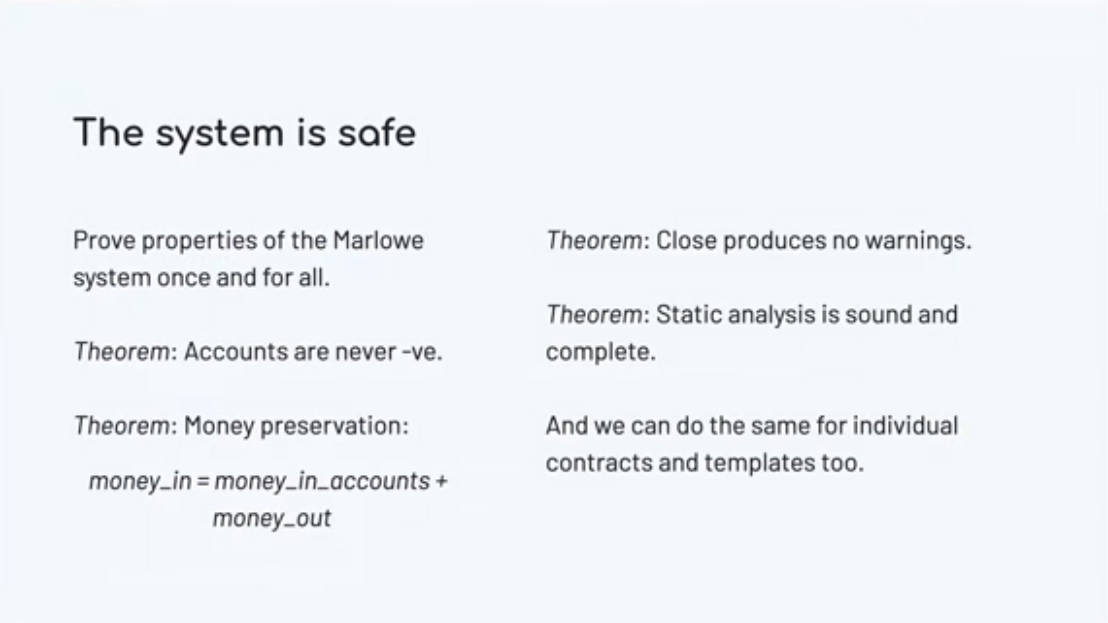 The system is safe
Prove properties of the Marlowe
system once and for all.
Theorem: Accounts are never -ve.
Theorem: Money preservation:
money_in = money_in_accounts +
money_out
Theorem: Close produces no warnings.
Theorem: Static analysis is sound and
complete.
And we can do the same for individual
contracts and templates too.